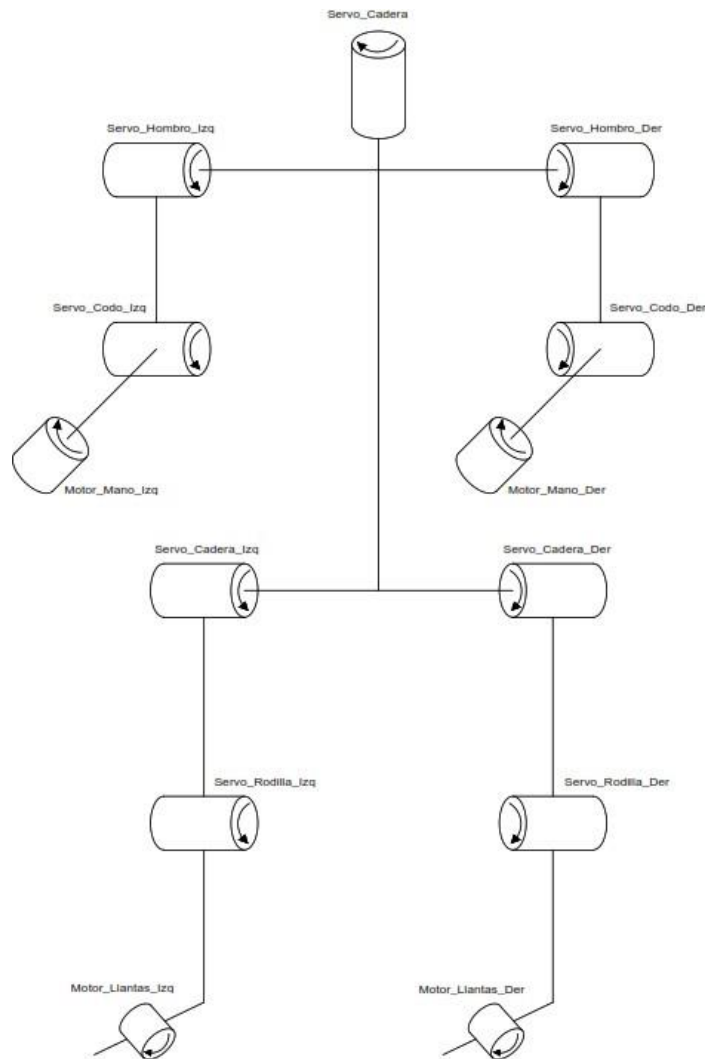 Servo_Cadera
Servo_Hombro_Izq
Servo_Hombro_Der
Servo_Codo_Izq
Servo_Codo_Der
Motor_Mano_Izq
Motor_Mano_Der
Servo_Cadera_Izq
Servo_Cadera_Der
Servo_Rodilla_Izq
Servo_Rodilla_Der
Motor_Llantas_Izq
Motor_Llantas_Der